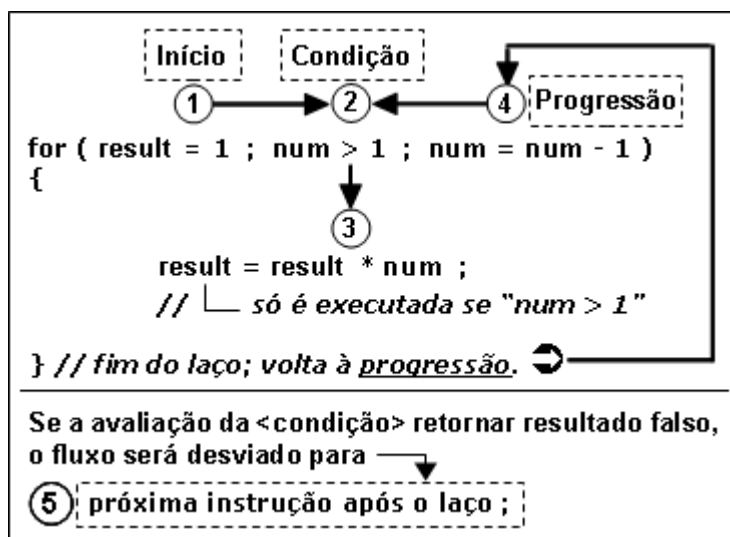 Início Condição
1 2 4 Progressão
for ( result = 1 ; num > 1 ; num = num - 1 )
{
3
result = result * num ;
// só é executada se "num > 1"
} // fim do laço; volta à progressão.
Se a avaliação da <condição> retornar resultado falso,
o fluxo será desviado para
5 próxima instrução após o laço ;